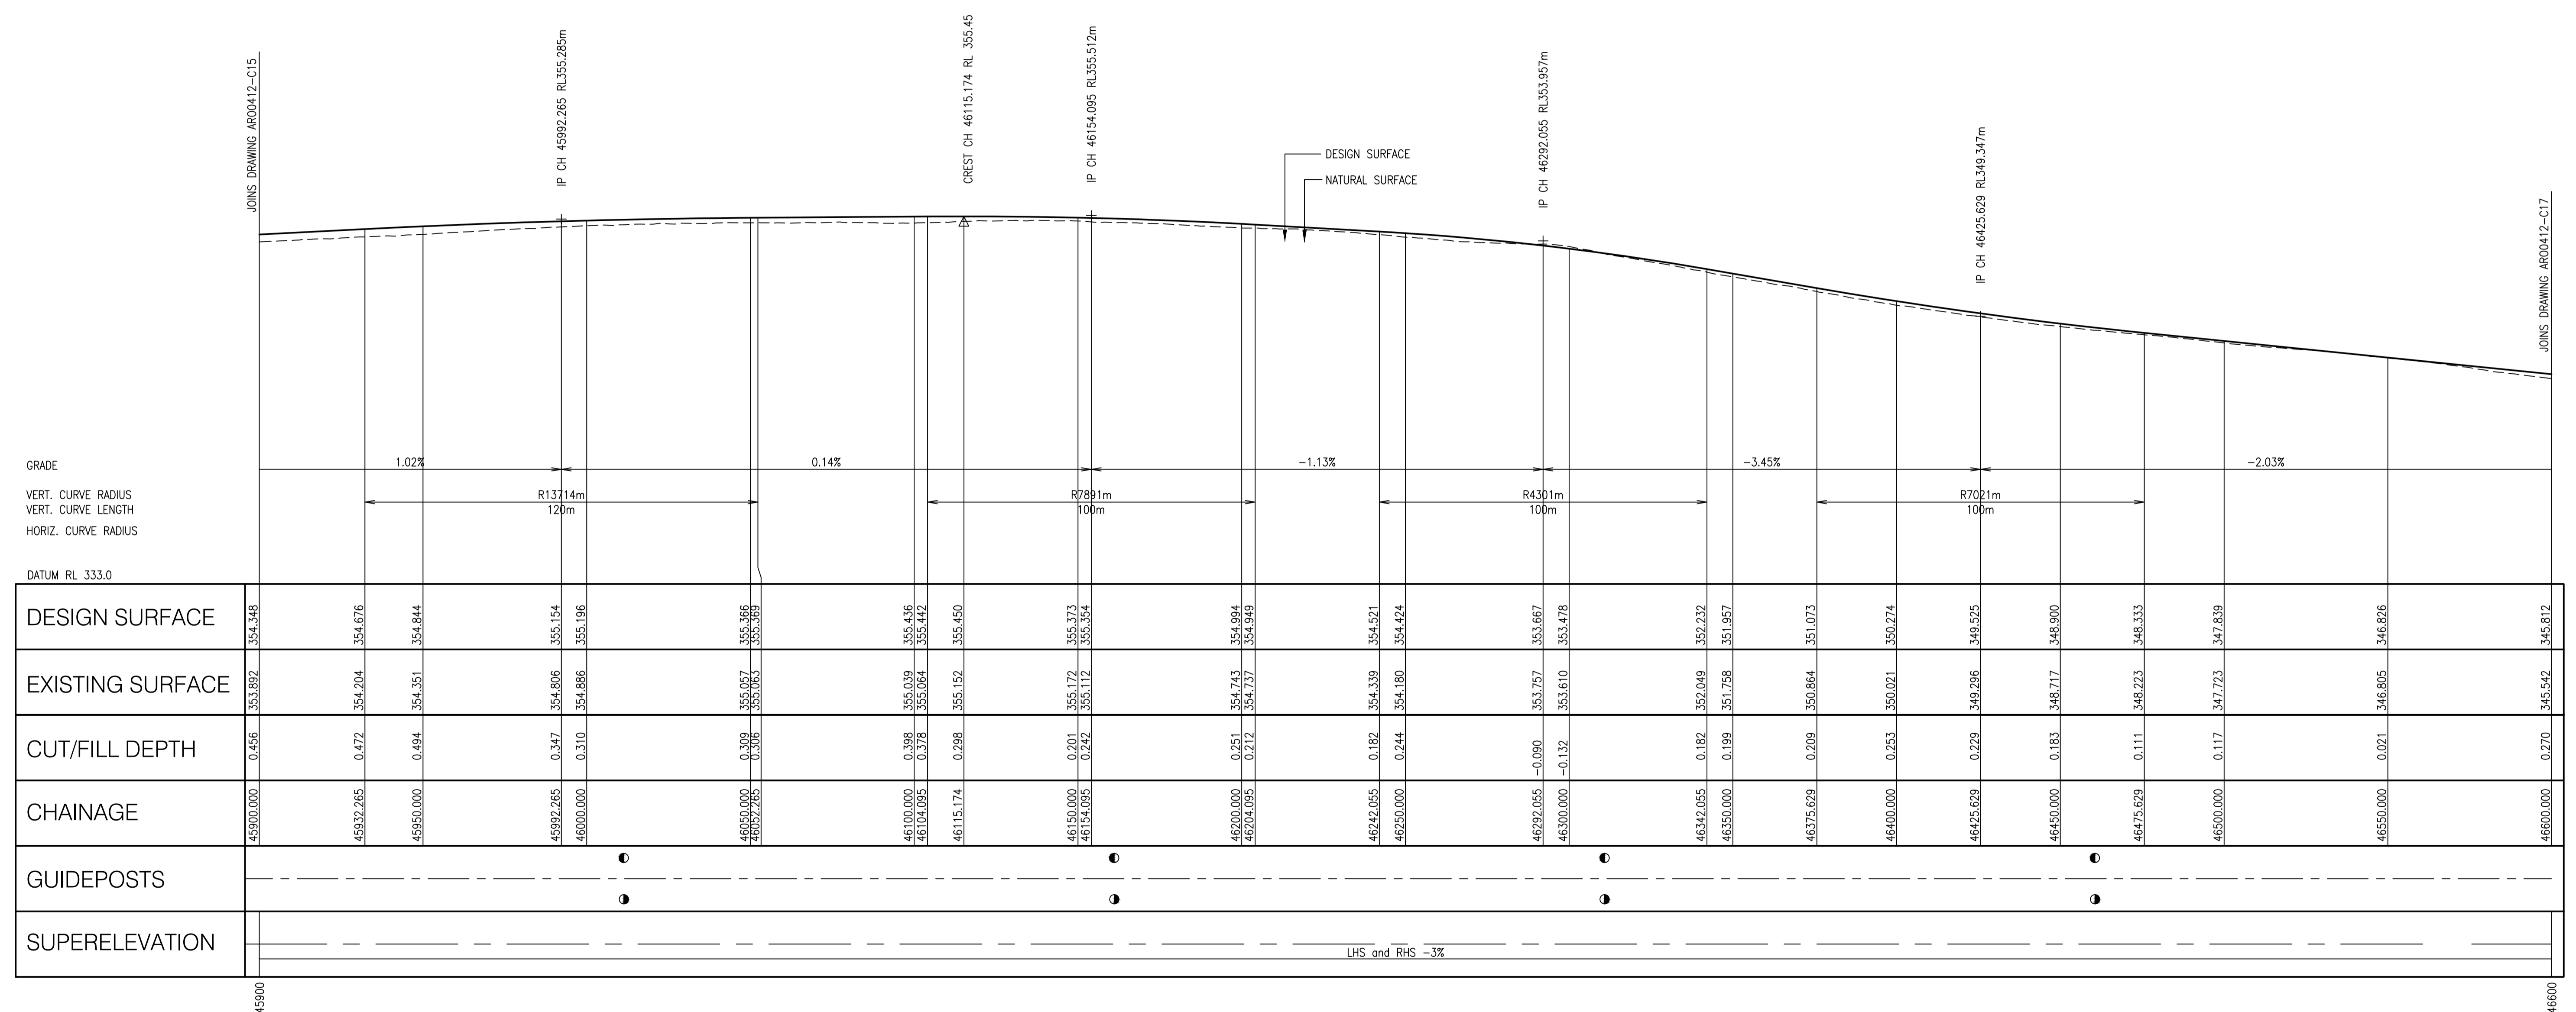 JOINS DRAWING AR00412-C15
IP CH 45992.265 RL355.285m
CREST CH 46115.174 RL 355.45
IP CH 46154.095 RL355.512m
IP CH 46292.055 RL353.957m
IP CH 46425.629 RL349.347m
JOINS DRAWING AR00412-C17
DESIGN SURFACE
NATURAL SURFACE
GRADE 1.02% 0.14% -1.13% -3.45% -2.03%
VERT. CURVE RADIUS R13714m R7891m R4301m R7021m
VERT. CURVE LENGTH 120m 100m 100m 100m
HORIZ. CURVE RADIUS
DATUM RL 333.0
DESIGN SURFACE 354.348 354.676 354.844 355.154 355.196 355.366 355.369 355.436 355.442 355.450 355.373 355.354 354.994 354.949 354.521 354.424 353.667 353.478 352.232 351.957 351.073 350.274 349.525 348.900 348.333 347.839 346.826 345.812
EXISTING SURFACE 353.892 354.204 354.351 354.806 354.886 355.057 355.063 355.039 355.064 355.152 355.172 355.112 354.743 354.737 354.339 354.180 353.757 353.610 352.049 351.758 350.864 350.021 349.296 348.717 348.223 347.723 346.805 345.542
CUT/FILL DEPTH 0.456 0.472 0.494 0.347 0.310 0.309 0.306 0.398 0.378 0.298 0.201 0.242 0.251 0.212 0.182 0.244 -0.090 -0.132 0.182 0.199 0.209 0.253 0.229 0.183 0.111 0.117 0.021 0.270
CHAINAGE 45900.000 45932.265 45950.000 45992.265 46000.000 46050.000 46052.265 46100.000 46104.095 46115.174 46150.000 46154.095 46200.000 46204.095 46242.055 46250.000 46292.055 46300.000 46342.055 46350.000 46375.629 46400.000 46425.629 46450.000 46475.629 46500.000 46550.000 46600.000
GUIDEPOSTS
SUPERELEVATION LHS and RHS -3%
45900 46600